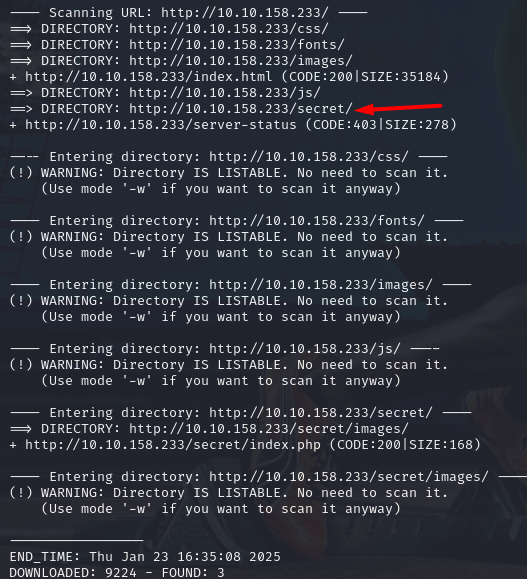 ---- Scanning URL: http://10.10.158.233/ ----
==> DIRECTORY: http://10.10.158.233/css/
==> DIRECTORY: http://10.10.158.233/fonts/
==> DIRECTORY: http://10.10.158.233/images/
+ http://10.10.158.233/index.html (CODE:200|SIZE:35184)
==> DIRECTORY: http://10.10.158.233/js/
==> DIRECTORY: http://10.10.158.233/secret/
+ http://10.10.158.233/server-status (CODE:403|SIZE:278)
---- Entering directory: http://10.10.158.233/css/ ----
(!) WARNING: Directory IS LISTABLE. No need to scan it.
(Use mode '-w' if you want to scan it anyway)
---- Entering directory: http://10.10.158.233/fonts/ ----
(!) WARNING: Directory IS LISTABLE. No need to scan it.
(Use mode '-w' if you want to scan it anyway)
---- Entering directory: http://10.10.158.233/images/ ----
(!) WARNING: Directory IS LISTABLE. No need to scan it.
(Use mode '-w' if you want to scan it anyway)
---- Entering directory: http://10.10.158.233/js/ ----
(!) WARNING: Directory IS LISTABLE. No need to scan it.
(Use mode '-w' if you want to scan it anyway)
---- Entering directory: http://10.10.158.233/secret/ ----
==> DIRECTORY: http://10.10.158.233/secret/images/
+ http://10.10.158.233/secret/index.php (CODE:200|SIZE:168)
---- Entering directory: http://10.10.158.233/secret/images/ ----
(!) WARNING: Directory IS LISTABLE. No need to scan it.
(Use mode '-w' if you want to scan it anyway)
-----------------
END_TIME: Thu Jan 23 16:35:08 2025
DOWNLOADED: 9224 - FOUND: 3